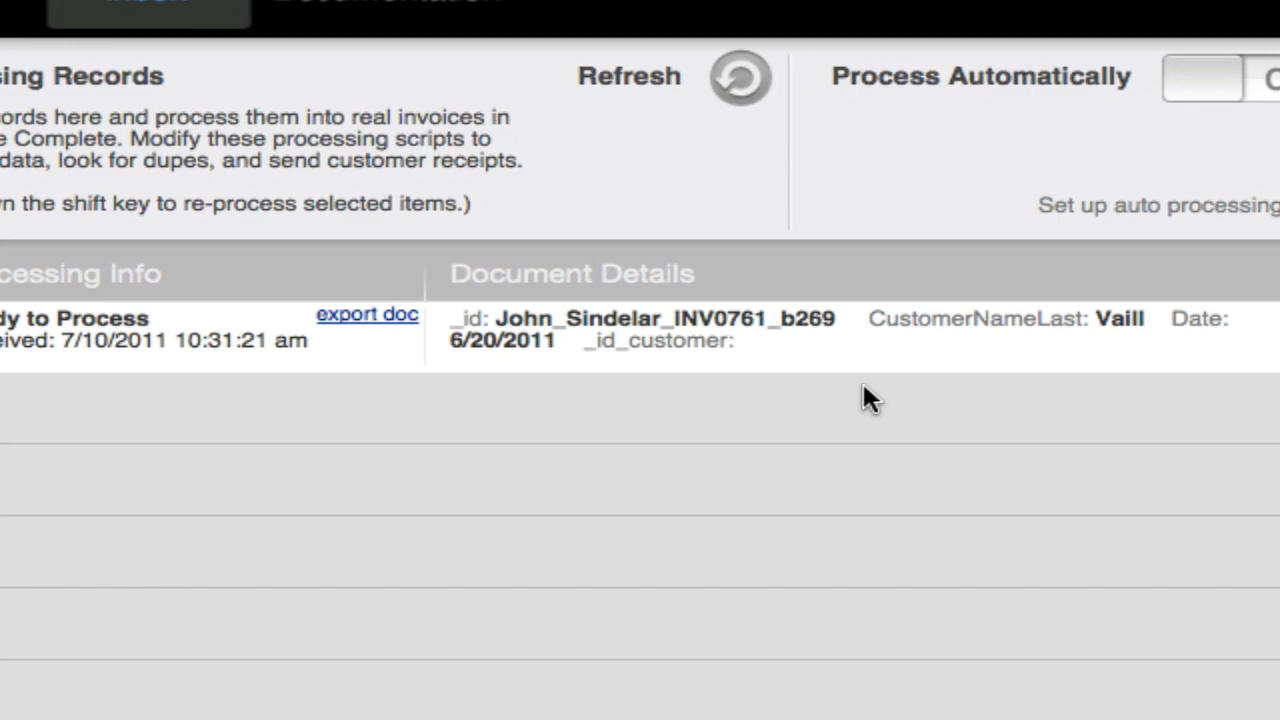 sing Records
Refresh
Process Automatically
ords here and process them into real invoices in
e Complete. Modify these processing scripts to
data, look for dupes, and send customer receipts.
n the shift key to re-process selected items.)
Set up auto processing
cessing Info
Document Details
dy to Process
export doc
_id: John_Sindelar_INV0761_b269 CustomerNameLast: Vaill Date:
eived: 7/10/2011 10:31:21 am
6/20/2011 _id_customer: